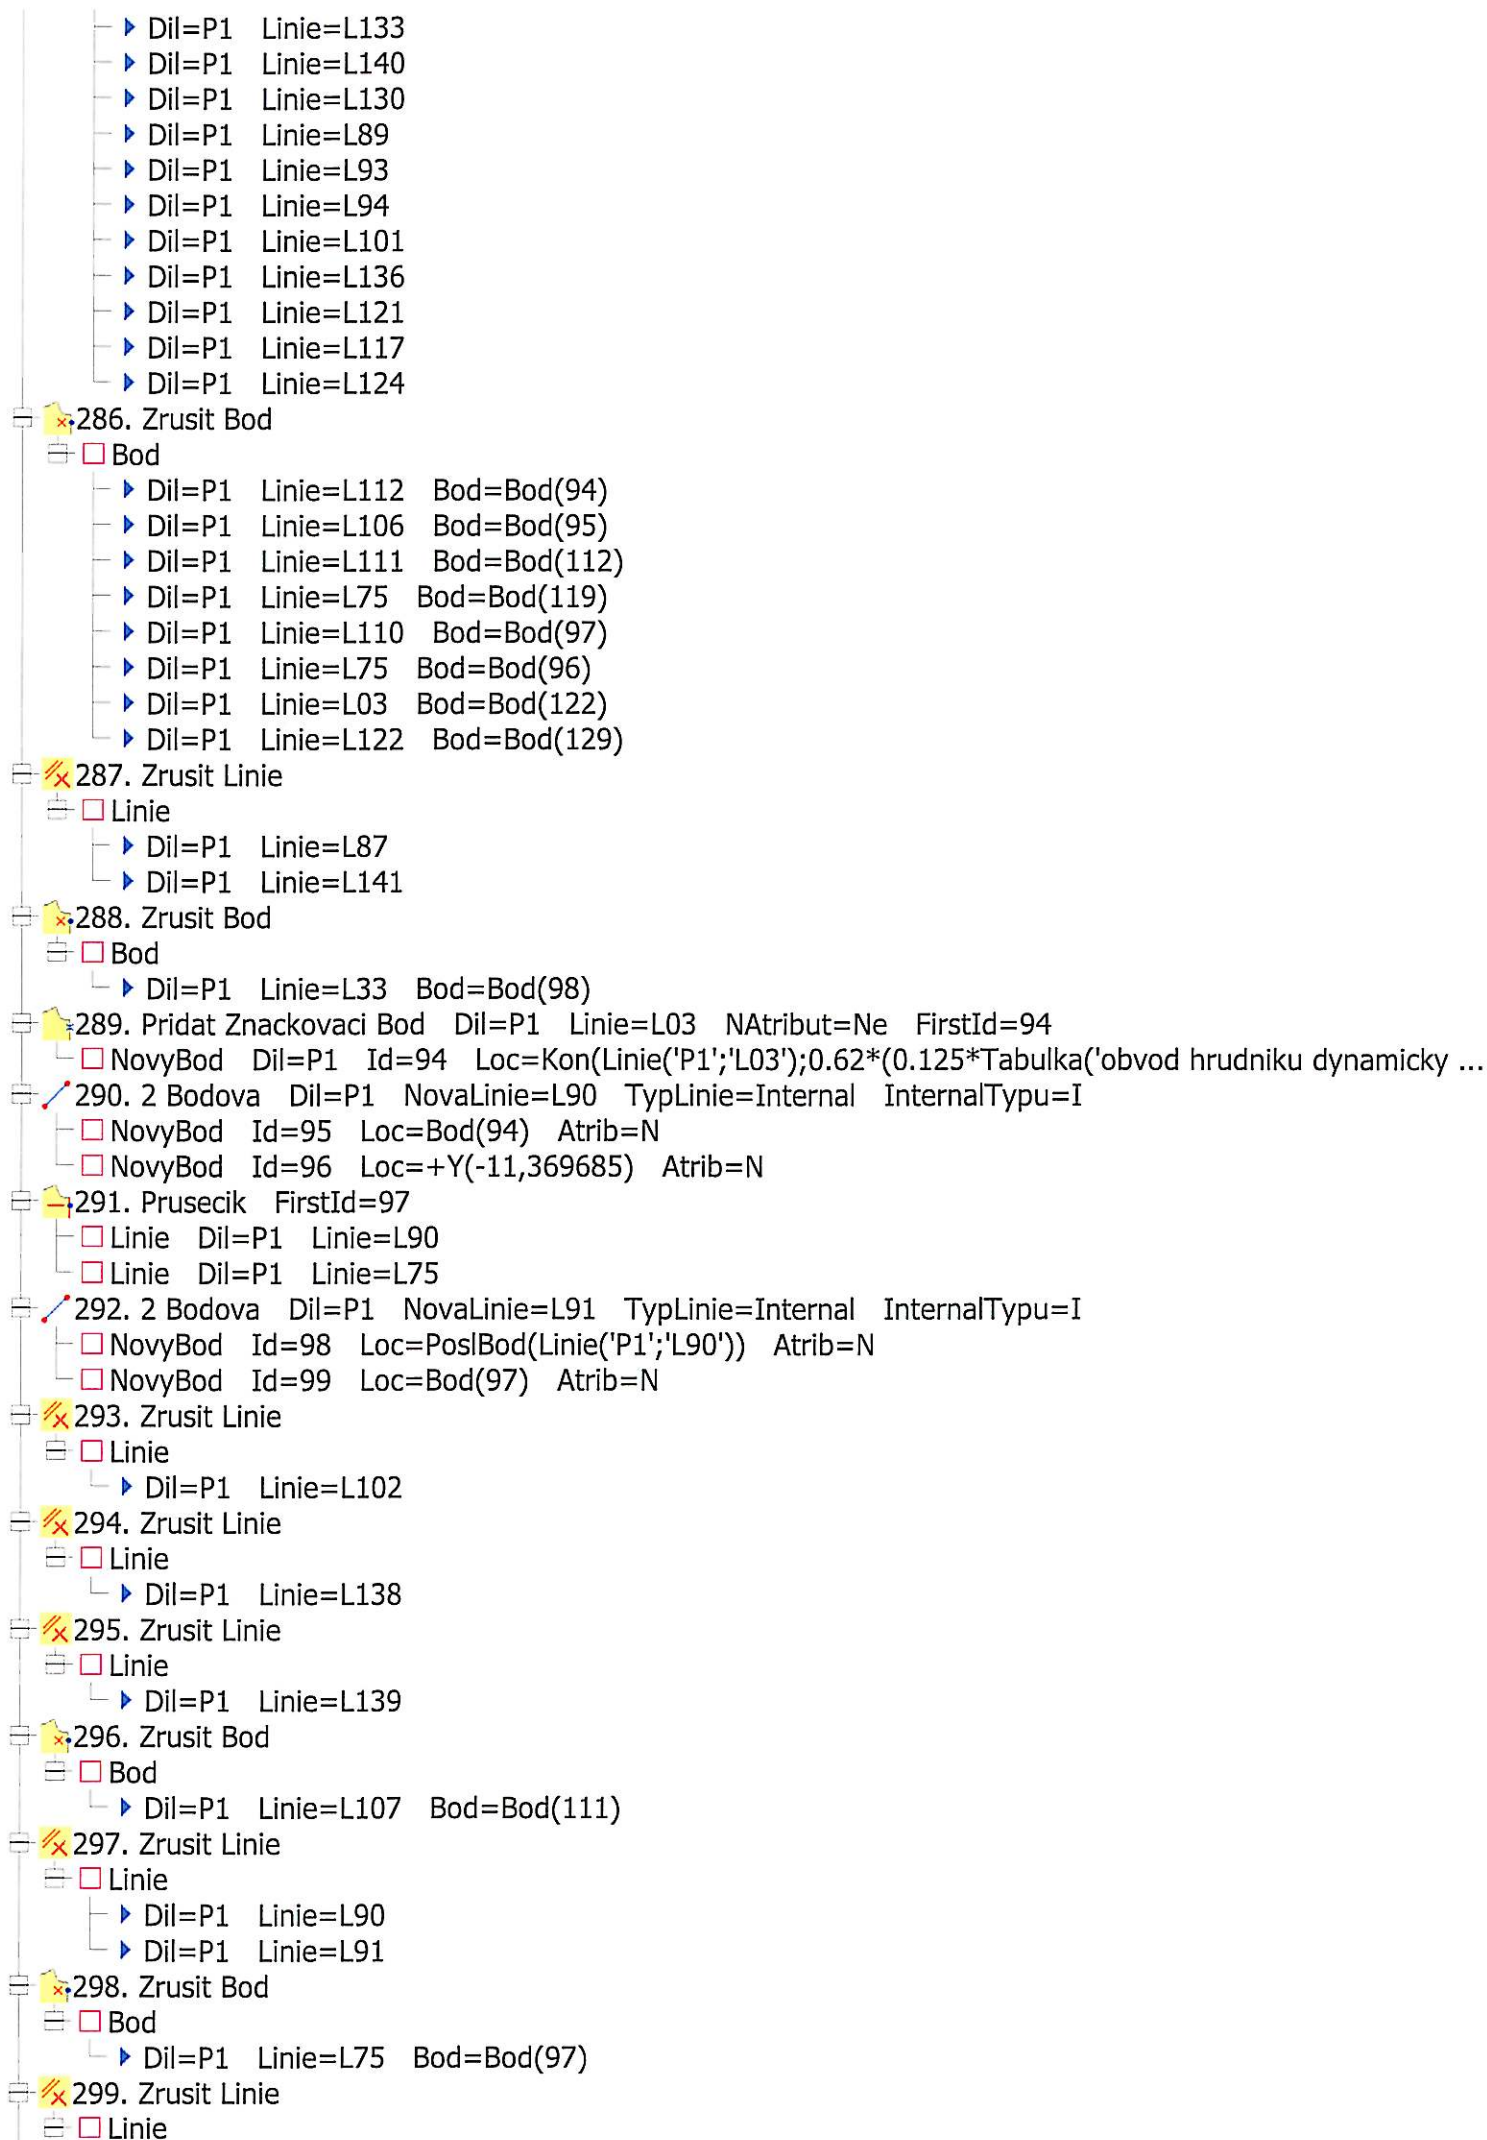 Dil=P1 Linie=L133
Dil=P1 Linie=L140
Dil=P1 Linie=L130
Dil=P1 Linie=L89
Dil=P1 Linie=L93
Dil=P1 Linie=L94
Dil=P1 Linie=L101
Dil=P1 Linie=L136
Dil=P1 Linie=L121
Dil=P1 Linie=L117
Dil=P1 Linie=L124
286. Zrusit Bod
Bod
Dil=P1 Linie=L112 Bod=Bod(94)
Dil=P1 Linie=L106 Bod=Bod(95)
Dil=P1 Linie=L111 Bod=Bod(112)
Dil=P1 Linie=L75 Bod=Bod(119)
Dil=P1 Linie=L110 Bod=Bod(97)
Dil=P1 Linie=L75 Bod=Bod(96)
Dil=P1 Linie=L03 Bod=Bod(122)
Dil=P1 Linie=L122 Bod=Bod(129)
287. Zrusit Linie
Linie
Dil=P1 Linie=L87
Dil=P1 Linie=L141
288. Zrusit Bod
Bod
Dil=P1 Linie=L33 Bod=Bod(98)
289. Pridat Znackovaci Bod Dil=P1 Linie=L03 NAtribut=Ne FirstId=94
NovyBod Dil=P1 Id=94 Loc=Kon(Linie('P1';'L03');0.62*(0.125*Tabulka('obvod hrudniku dynamicky ...
290. 2 Bodova Dil=P1 NovaLinie=L90 TypLinie=Internal InternalTypu=I
NovyBod Id=95 Loc=Bod(94) Atrib=N
NovyBod Id=96 Loc=+Y(-11,369685) Atrib=N
291. Prusecik FirstId=97
Linie Dil=P1 Linie=L90
Linie Dil=P1 Linie=L75
292. 2 Bodova Dil=P1 NovaLinie=L91 TypLinie=Internal InternalTypu=I
NovyBod Id=98 Loc=PoslBod(Linie('P1';'L90')) Atrib=N
NovyBod Id=99 Loc=Bod(97) Atrib=N
293. Zrusit Linie
Linie
Dil=P1 Linie=L102
294. Zrusit Linie
Linie
Dil=P1 Linie=L138
295. Zrusit Linie
Linie
Dil=P1 Linie=L139
296. Zrusit Bod
Bod
Dil=P1 Linie=L107 Bod=Bod(111)
297. Zrusit Linie
Linie
Dil=P1 Linie=L90
Dil=P1 Linie=L91
298. Zrusit Bod
Bod
Dil=P1 Linie=L75 Bod=Bod(97)
299. Zrusit Linie
Linie